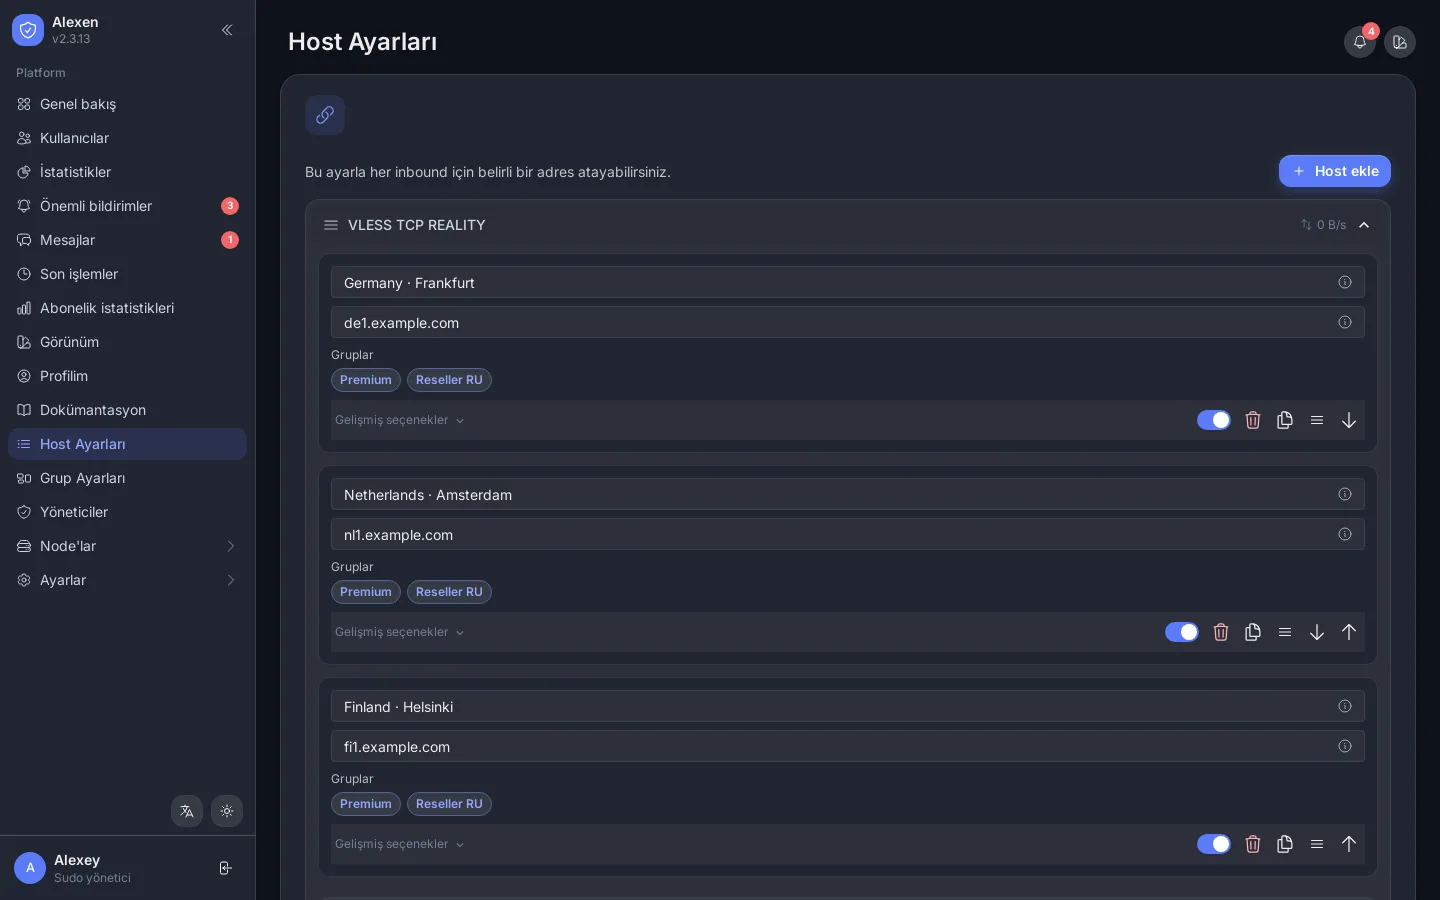 Alexen
v2.3.13
Platform
Genel bakış
Kullanıcılar
İstatistikler
Önemli bildirimler 3
Mesajlar 1
Son işlemler
Abonelik istatistikleri
Görünüm
Profilim
Dokümantasyon
Host Ayarları
Grup Ayarları
Yöneticiler
Node'lar
Ayarlar
A
Alexey
Sudo yönetici
Host Ayarları
4
Bu ayarla her inbound için belirli bir adres atayabilirsiniz.
Host ekle
VLESS TCP REALITY
0 B/s
Germany · Frankfurt
de1.example.com
Gruplar
Premium Reseller RU
Gelişmiş seçenekler
Netherlands · Amsterdam
nl1.example.com
Gruplar
Premium Reseller RU
Gelişmiş seçenekler
Finland · Helsinki
fi1.example.com
Gruplar
Premium Reseller RU
Gelişmiş seçenekler